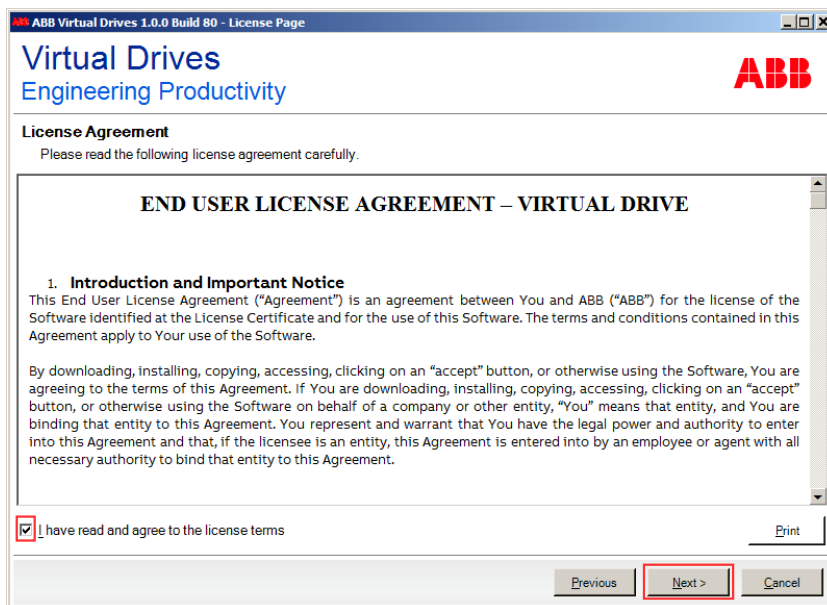 ABB ABB Virtual Drives 1.0.0 Build 80 - License Page
Virtual Drives
Engineering Productivity
ABB
License Agreement
Please read the following license agreement carefully.
END USER LICENSE AGREEMENT – VIRTUAL DRIVE
1. Introduction and Important Notice
This End User License Agreement (“Agreement”) is an agreement between You and ABB (“ABB”) for the license of the
Software identified at the License Certificate and for the use of this Software. The terms and conditions contained in this
Agreement apply to Your use of the Software.
By downloading, installing, copying, accessing, clicking on an “accept” button, or otherwise using the Software, You are
agreeing to the terms of this Agreement. If You are downloading, installing, copying, accessing, clicking on an “accept”
button, or otherwise using the Software on behalf of a company or other entity, “You” means that entity, and You are
binding that entity to this Agreement. You represent and warrant that You have the legal power and authority to enter
into this Agreement and that, if the licensee is an entity, this Agreement is entered into by an employee or agent with all
necessary authority to bind that entity to this Agreement.
I have read and agree to the license terms
Print
Previous
Next >
Cancel